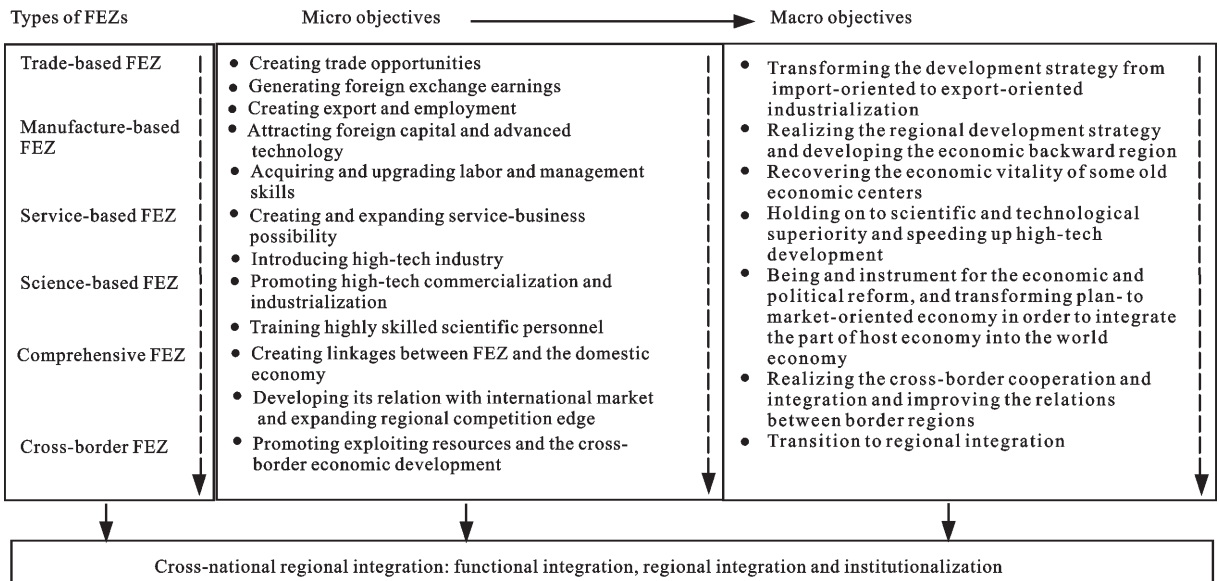 Types of FEZs
Micro objectives
Macro objectives
Trade-based FEZ
Manufacture-based
FEZ
Service-based FEZ
Science-based FEZ
Comprehensive FEZ
Cross-border FEZ
• Creating trade opportunities
• Generating foreign exchange earnings
• Creating export and employment
• Attracting foreign capital and advanced
technology
• Acquiring and upgrading labor and management
skills
• Creating and expanding service-business
possibility
• Introducing high-tech industry
• Promoting high-tech commercialization and
industrialization
• Training highly skilled scientific personnel
• Creating linkages between FEZ and the domestic
economy
• Developing its relation with international market
and expanding regional competition edge
• Promoting exploiting resources and the cross-
border economic development
• Transforming the development strategy from
import-oriented to export-oriented
industrialization
• Realizing the regional development strategy
and developing the economic backward region
• Recovering the economic vitality of some old
economic centers
• Holding on to scientific and technological
superiority and speeding up high-tech
development
• Being and instrument for the economic and
political reform, and transforming plan- to
market-oriented economy in order to integrate
the part of host economy into the world
economy
• Realizing the cross-border cooperation and
integration and improving the relations
between border regions
• Transition to regional integration
Cross-national regional integration: functional integration, regional integration and institutionalization